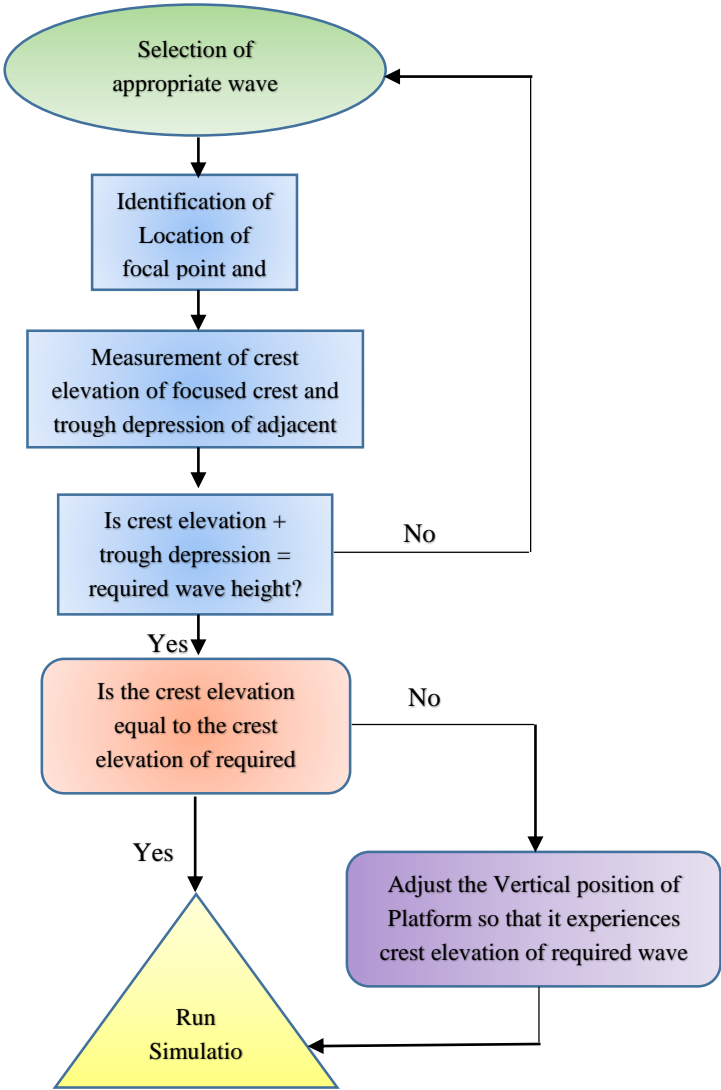 Selection of
appropriate wave
Identification of
Location of
focal point and
Measurement of crest
elevation of focused crest and
trough depression of adjacent
Is crest elevation +
trough depression =
required wave height?
No
Yes
Is the crest elevation
equal to the crest
elevation of required
No
Yes
Adjust the Vertical position of
Platform so that it experiences
crest elevation of required wave
Run
Simulatio